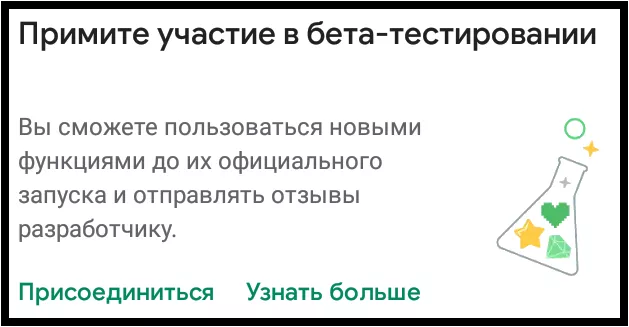 Примите участие в бета-тестировании
Вы сможете пользоваться новыми
функциями до их официального
запуска и отправлять отзывы
разработчику.
Присоединиться Узнать больше